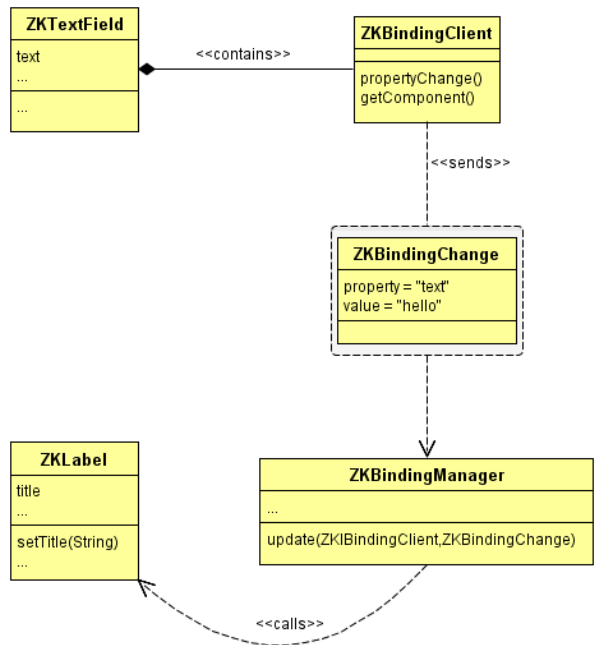 ZKTextField
text
...
...
<<contains>>
ZKBindingClient
propertyChange()
getComponent()
<<sends>>
ZKBindingChange
property = "text"
value = "hello"
ZKLabel
title
...
setTitle(String)
...
ZKBindingManager
...
update(ZKIBindingClient,ZKBindingChange)
<<calls>>